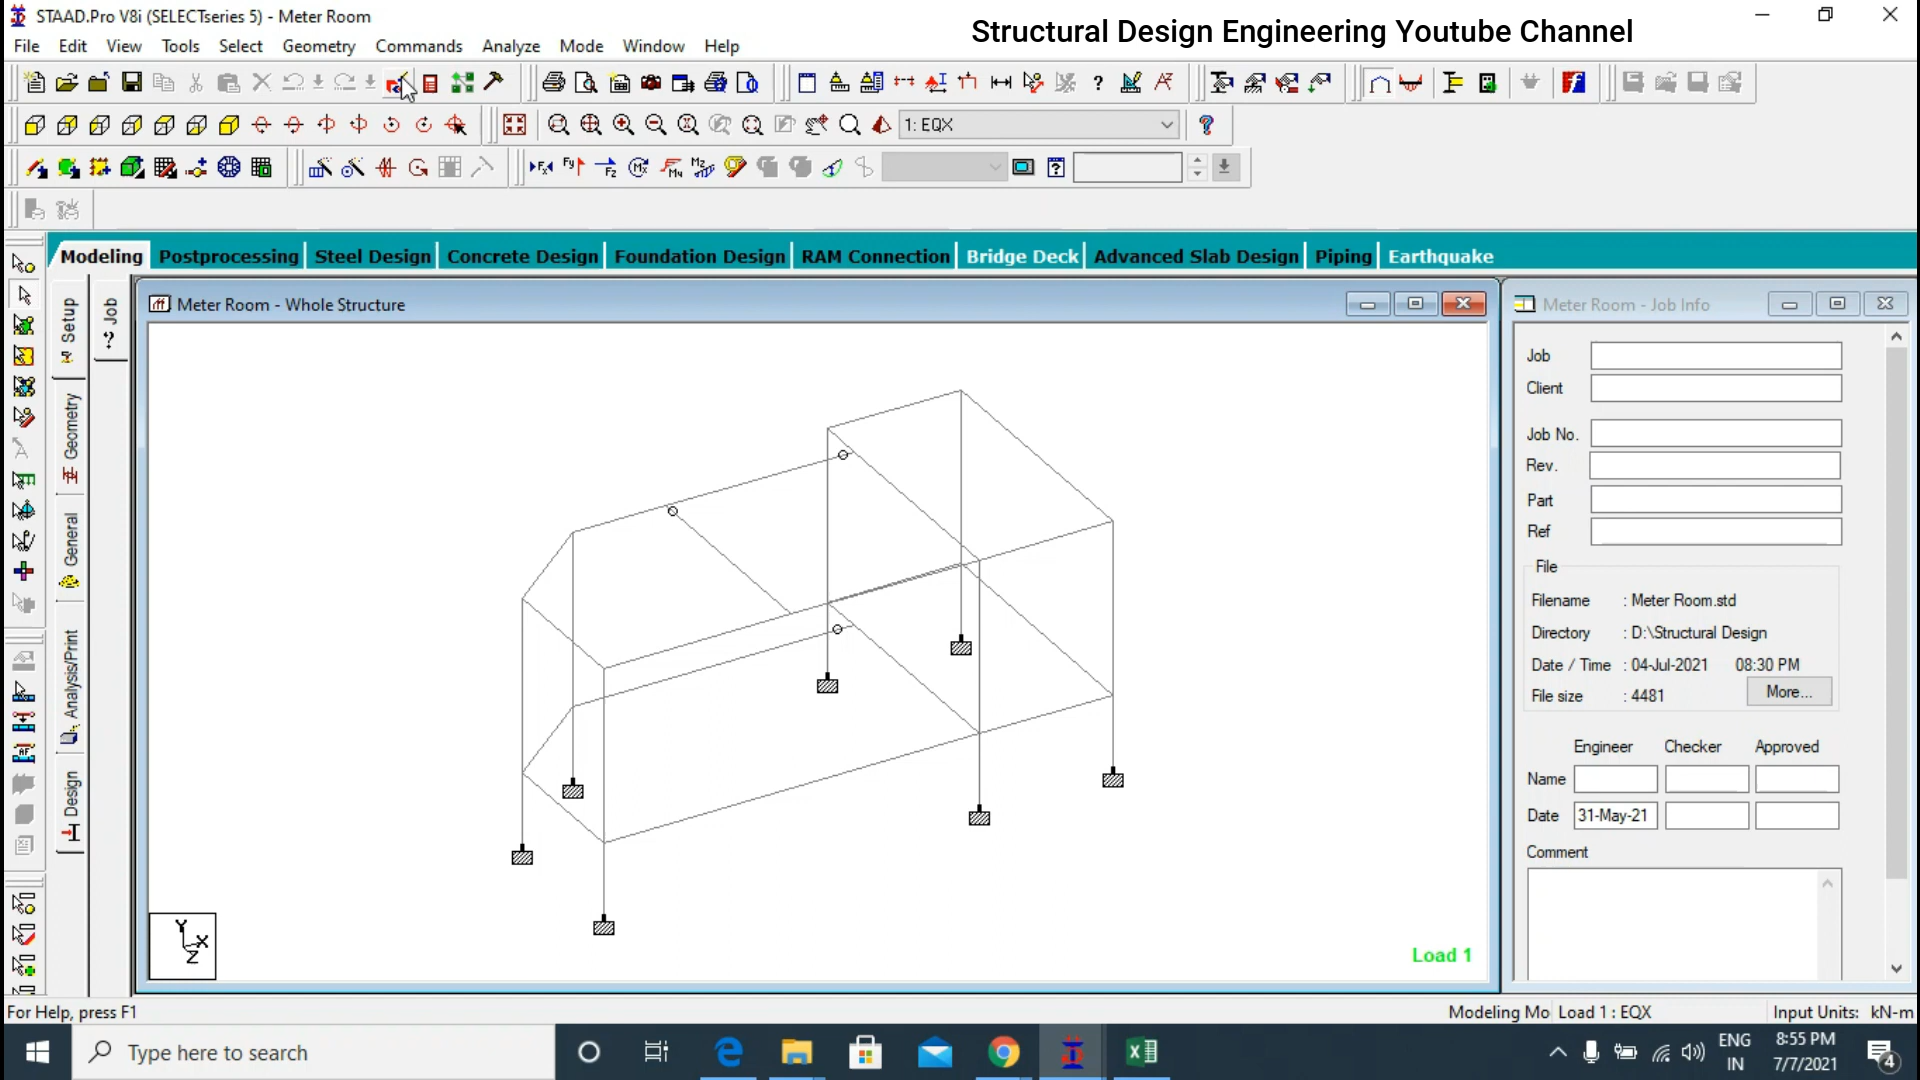 STAAD.Pro V8i (SELECTseries 5) - Meter Room
Structural Design Engineering Youtube Channel
File Edit View Tools Select Geometry Commands Analyze Mode Window Help
1: EQX
Modeling Postprocessing Steel Design Concrete Design Foundation Design RAM Connection Bridge Deck Advanced Slab Design Piping Earthquake
Setup
Geometry
General
Analysis/Print
Design
Job
Meter Room - Whole Structure
Y
X
Z
Load 1
Meter Room - Job Info
Job
Client
Job No.
Rev.
Part
Ref
File
Filename : Meter Room.std
Directory : D:\Structural Design
Date / Time : 04-Jul-2021 08:30 PM
File size : 4481 More...
Engineer Checker Approved
Name
Date 31-May-21
Comment
For Help, press F1
Modeling Mo Load 1 : EQX Input Units: kN-m
Type here to search
ENG
IN
8:55 PM
7/7/2021
4